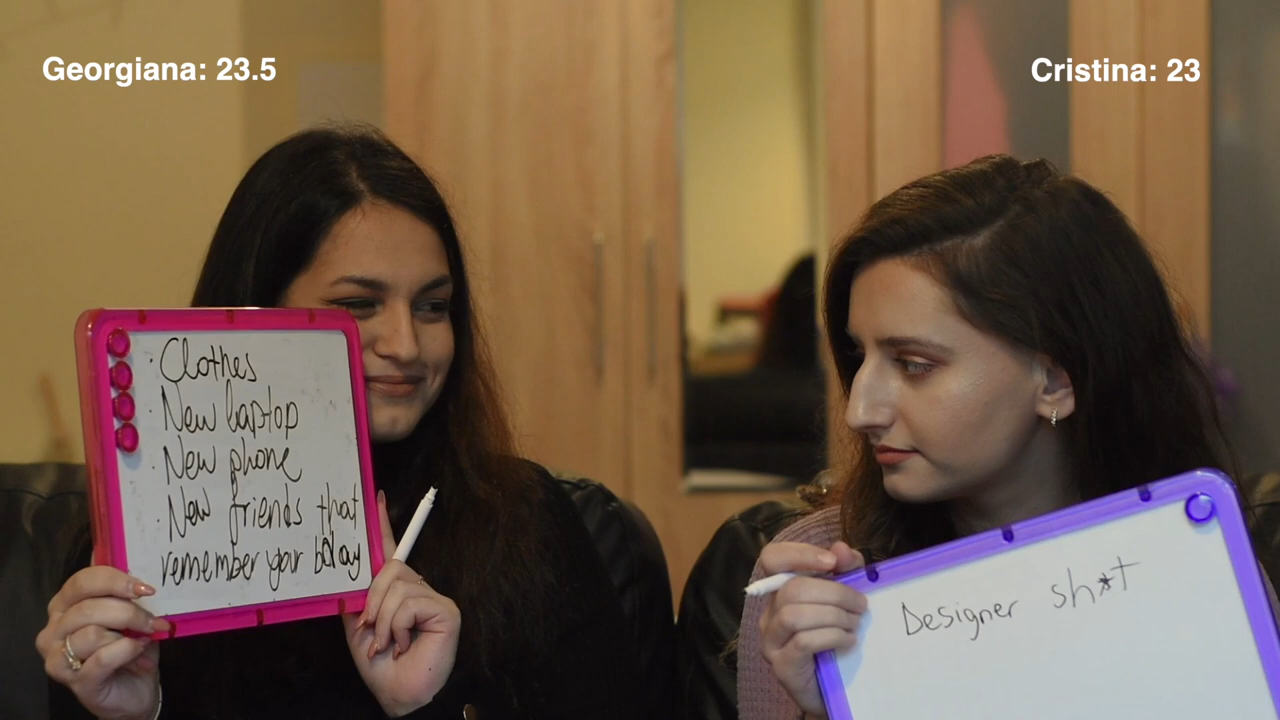 Georgiana: 23.5
Cristina: 23
· Clothes
· New laptop
· New phone
· New friends that
remember your bday
Designer sh*t